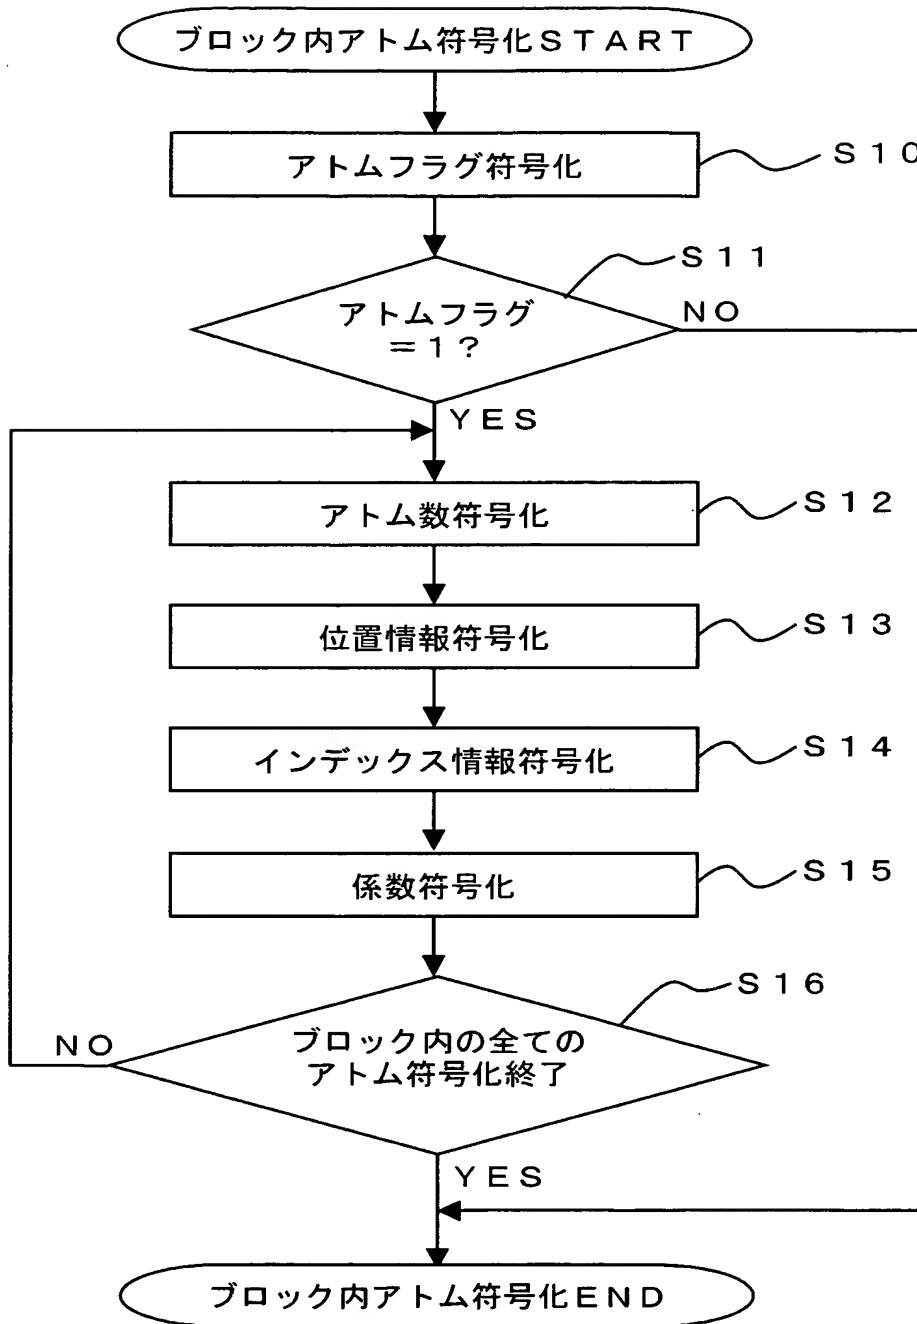 ブロック内アトム符号化START
アトムフラグ符号化
S10
S11
アトムフラグ
=1?
NO
YES
アトム数符号化
S12
位置情報符号化
S13
インデックス情報符号化
S14
係数符号化
S15
S16
ブロック内の全ての
アトム符号化終了
NO
YES
ブロック内アトム符号化END